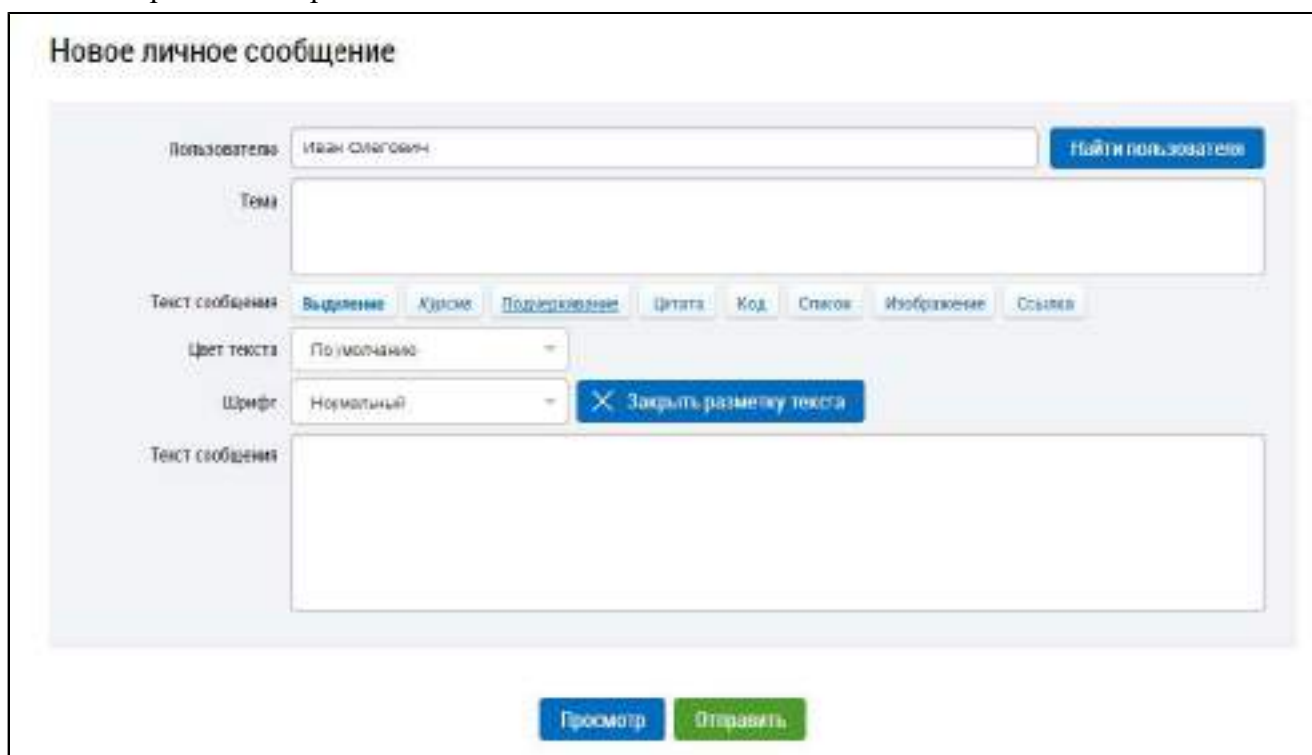 Новое личное сообщение
Пользователю Иван Олегович Найти пользователя
Тема
Текст сообщения Выделение Курсив Подчеркивание Цитата Код Список Изображение Ссылка
Цвет текста По умолчанию
Шрифт Нормальный Закрыть разметку текста
Текст сообщения
Просмотр Отправить